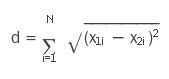 d = N∑i=1 √(x₁ᵢ − x₂ᵢ)²